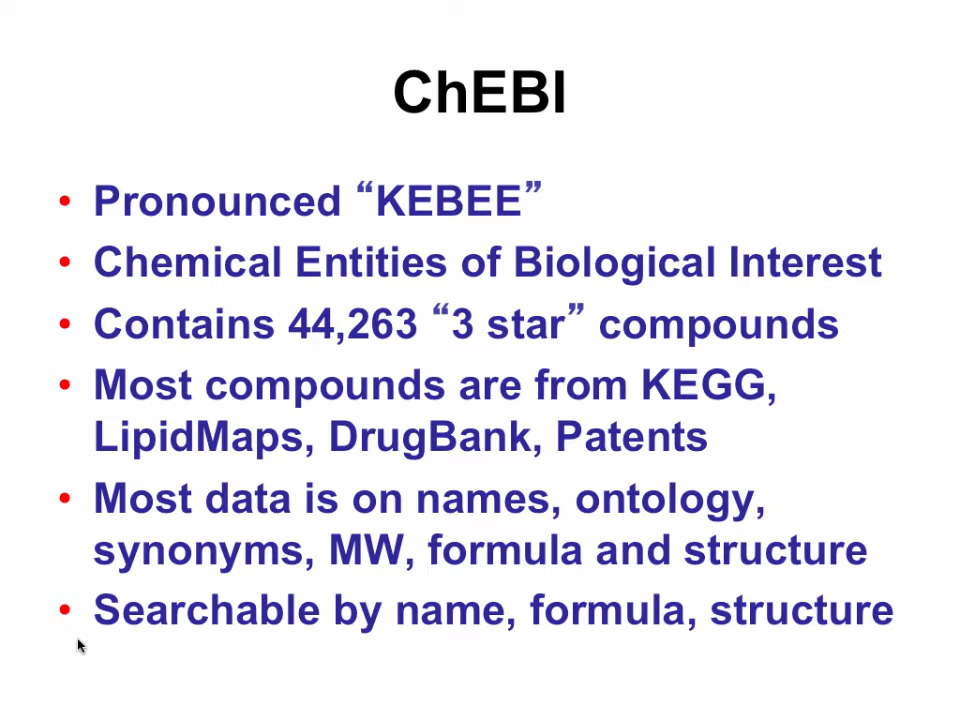 ChEBI
• Pronounced “KEBEE”
• Chemical Entities of Biological Interest
• Contains 44,263 “3 star” compounds
• Most compounds are from KEGG,
LipidMaps, DrugBank, Patents
• Most data is on names, ontology,
synonyms, MW, formula and structure
• Searchable by name, formula, structure